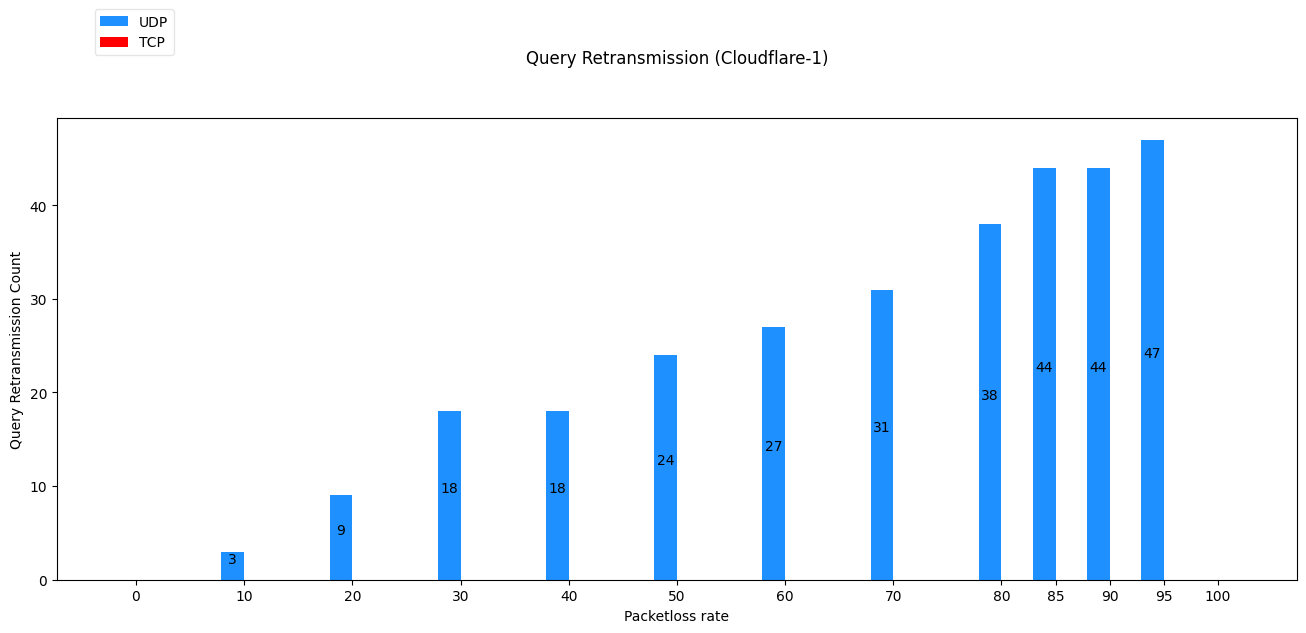 UDP
TCP
Query Retransmission (Cloudflare-1)
Query Retransmission Count
40
30
20
10
0
3
9
18
18
24
27
31
38
44
44
47
0 10 20 30 40 50 60 70 80 85 90 95 100
Packetloss rate